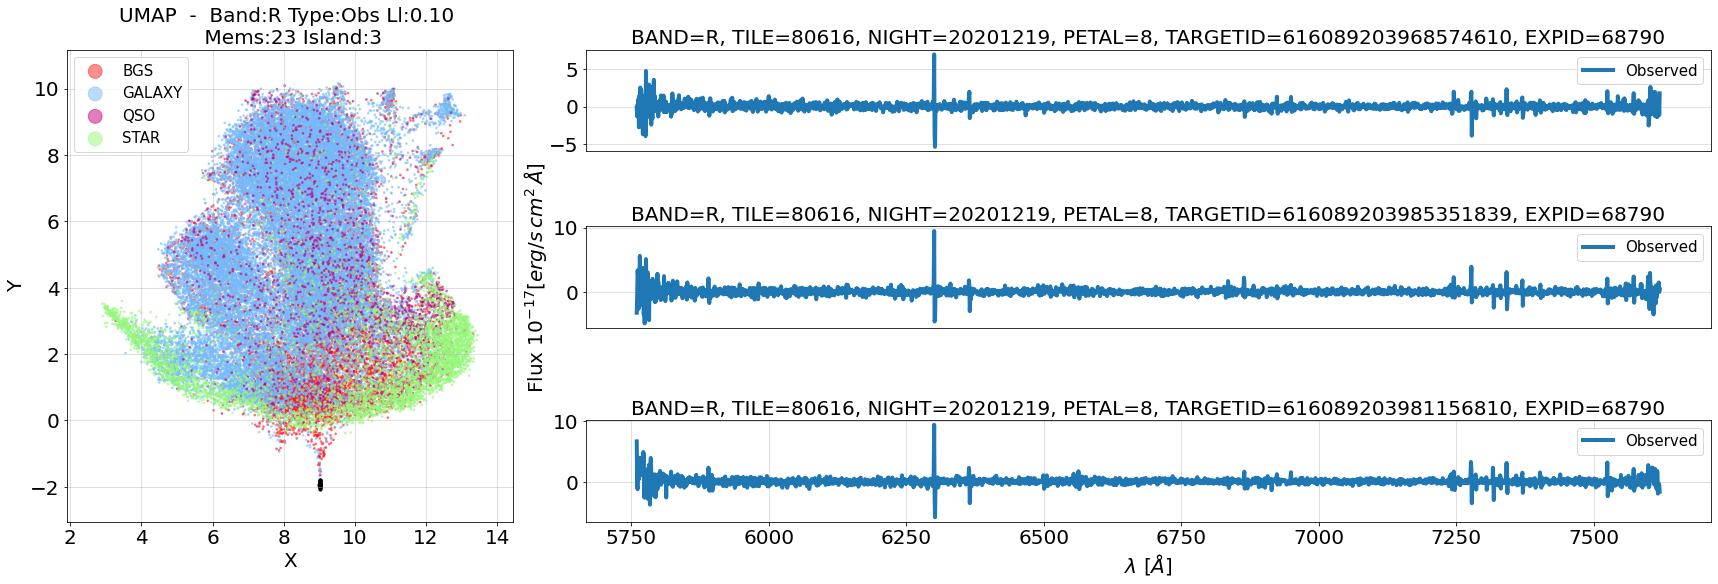 UMAP - Band:R Type:Obs Ll:0.10
Mems:23 Island:3
BGS
GALAXY
QSO
STAR
10
8
6
4
2
0
−2
Y
2
4
6
8
10
12
14
X
Flux 10^{-17}[erg/s cm^2 Å]
BAND=R, TILE=80616, NIGHT=20201219, PETAL=8, TARGETID=616089203968574610, EXPID=68790
Observed
5
0
−5
BAND=R, TILE=80616, NIGHT=20201219, PETAL=8, TARGETID=616089203985351839, EXPID=68790
Observed
10
0
BAND=R, TILE=80616, NIGHT=20201219, PETAL=8, TARGETID=616089203981156810, EXPID=68790
Observed
10
0
5750
6000
6250
6500
6750
7000
7250
7500
λ [Å]